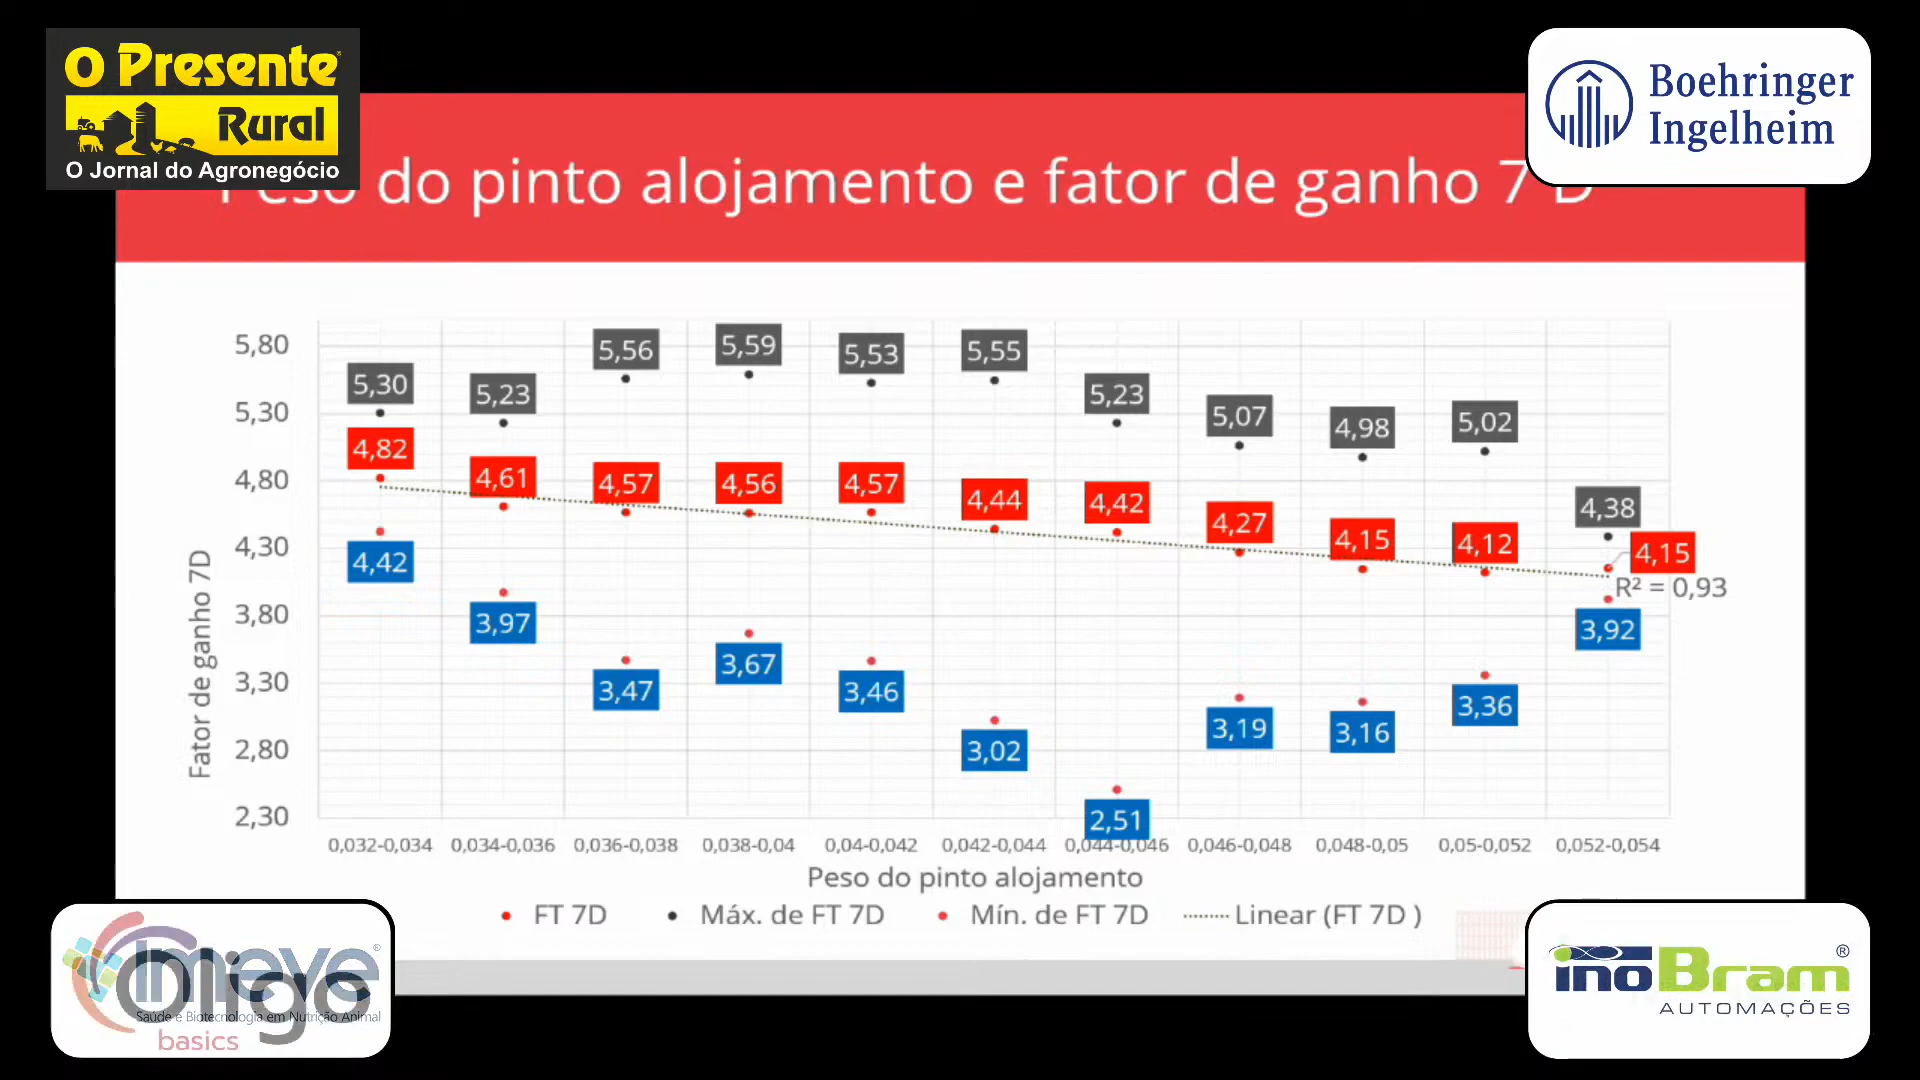 O Presente
Rural
O Jornal do Agronegócio
Boehringer
Ingelheim
Peso do pinto alojamento e fator de ganho 7 D
5,80
5,30
4,80
4,30
3,80
3,30
2,80
2,30
Fator de ganho 7D
5,30 5,23 5,56 5,59 5,53 5,55 5,23 5,07 4,98 5,02 4,38
4,82 4,61 4,57 4,56 4,57 4,44 4,42 4,27 4,15 4,12 4,15
R² = 0,93
4,42 3,97 3,47 3,67 3,46 3,02 2,51 3,19 3,16 3,36 3,92
0,032-0,034 0,034-0,036 0,036-0,038 0,038-0,04 0,04-0,042 0,042-0,044 0,044-0,046 0,046-0,048 0,048-0,05 0,05-0,052 0,052-0,054
Peso do pinto alojamento
FT 7D Máx. de FT 7D Mín. de FT 7D Linear (FT 7D )
Imeve®
Oligo
Saúde e Biotecnologia em Nutrição Animal
basics
inoBram®
AUTOMAÇÕES